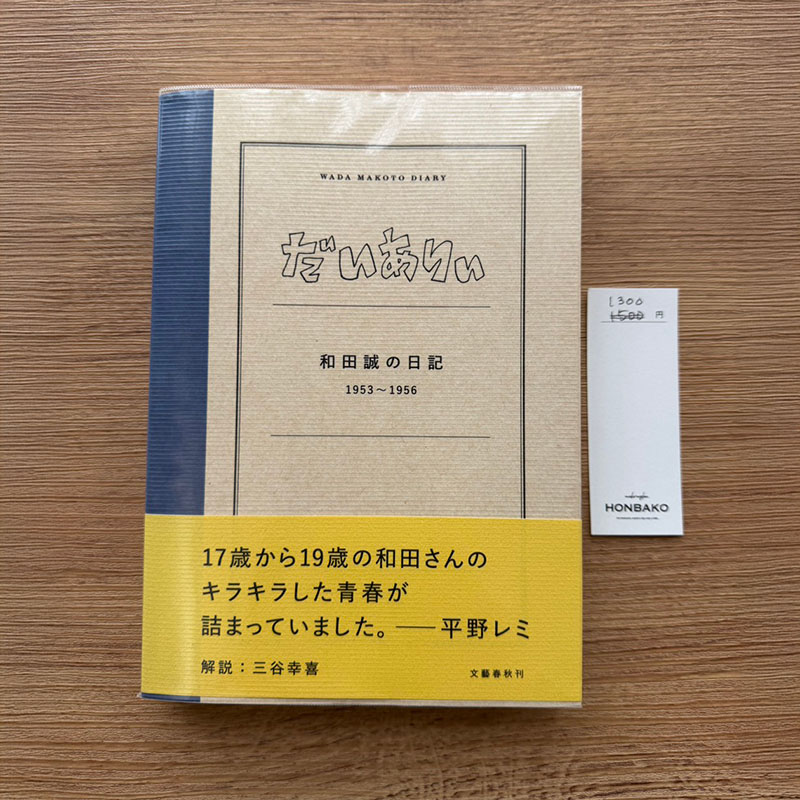 WADA MAKOTO DIARY
だいありぃ
和田誠の日記
1953〜1956
17歳から19歳の和田さんの
キラキラした青春が
詰まっていました。——平野レミ
解説：三谷幸喜
文藝春秋刊
1300
1500 円
HONBAKO